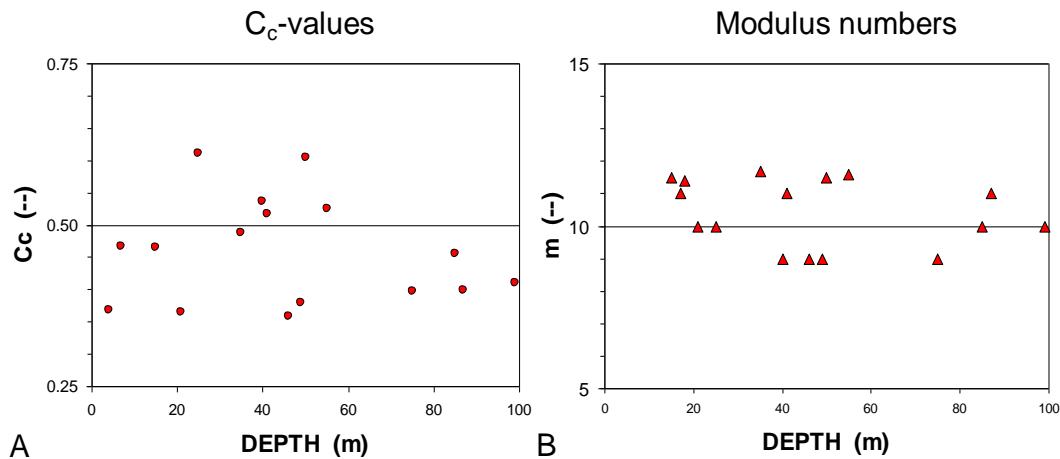 Cc-values
0.75
0.50
0.25
Cc (--)
0 20 40 60 80 100
DEPTH (m)
A
Modulus numbers
15
10
5
m (--)
0 20 40 60 80 100
DEPTH (m)
B